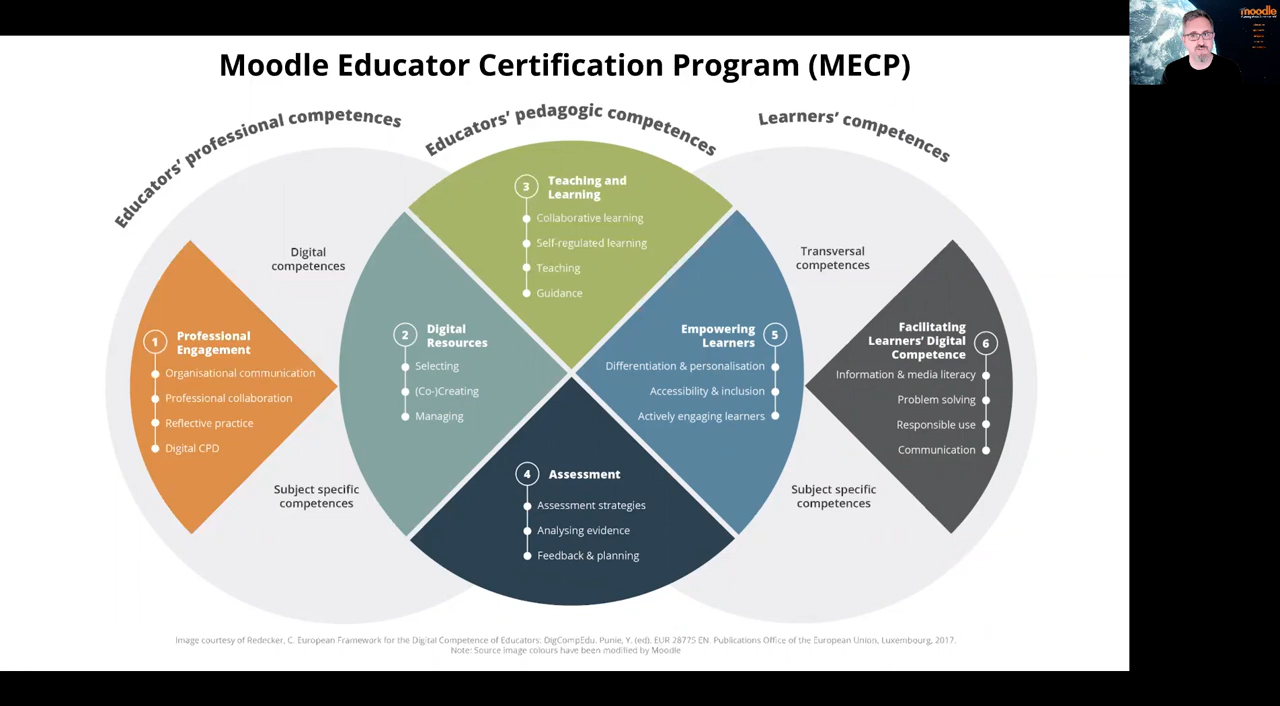 Moodle Educator Certification Program (MECP)
Educators' professional competences
Educators' pedagogic competences
Learners' competences
Digital
competences
Transversal
competences
Subject specific
competences
Subject specific
competences
1
Professional
Engagement
Organisational communication
Professional collaboration
Reflective practice
Digital CPD
2
Digital
Resources
Selecting
(Co-)Creating
Managing
3
Teaching and
Learning
Collaborative learning
Self-regulated learning
Teaching
Guidance
4
Assessment
Assessment strategies
Analysing evidence
Feedback & planning
5
Empowering
Learners
Differentiation & personalisation
Accessibility & inclusion
Actively engaging learners
6
Facilitating
Learners' Digital
Competence
Information & media literacy
Problem solving
Responsible use
Communication
Image courtesy of Redecker, C. European Framework for the Digital Competence of Educators: DigCompEdu. Punie, Y. (ed). EUR 28775 EN. Publications Office of the European Union, Luxembourg, 2017.
Note: Source image colours have been modified by Moodle
moodle